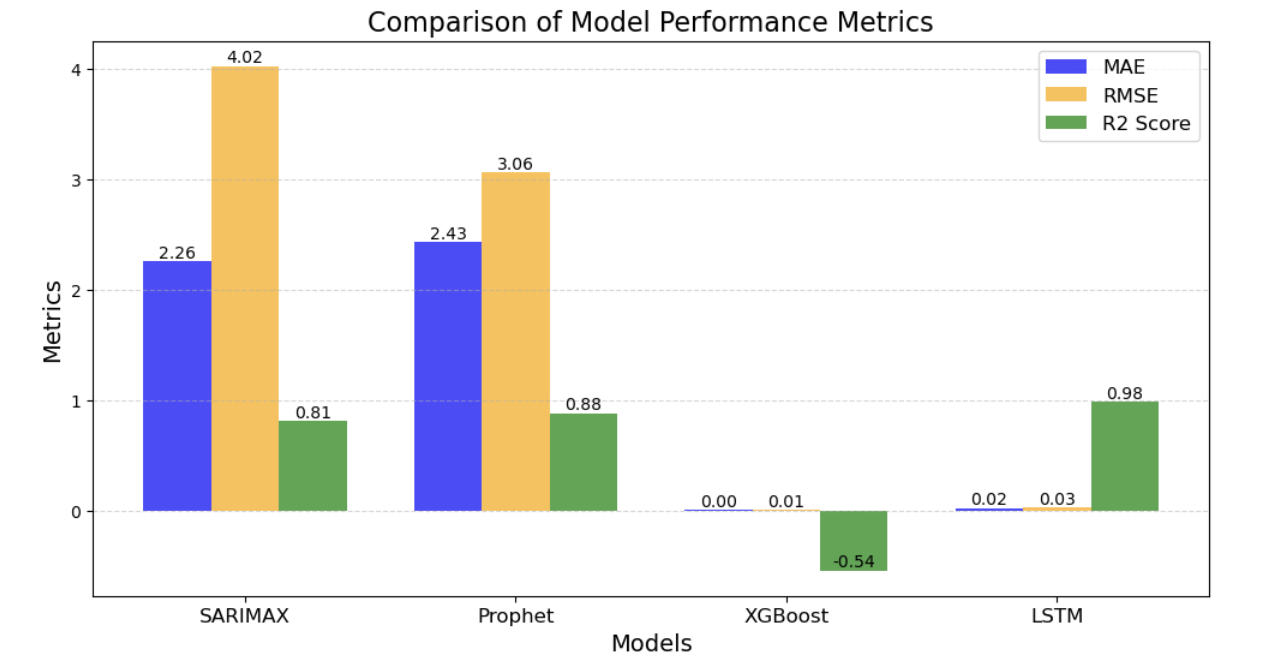 Comparison of Model Performance Metrics
MAE
RMSE
R2 Score
Metrics
4
3
2
1
0
2.26
4.02
0.81
2.43
3.06
0.88
0.00
0.01
-0.54
0.02
0.03
0.98
SARIMAX
Prophet
XGBoost
LSTM
Models